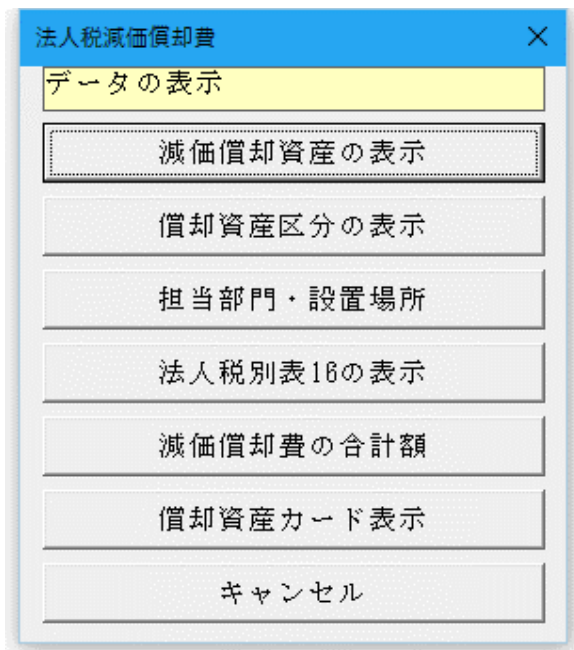 法人税減価償却費
データの表示
減価償却資産の表示
償却資産区分の表示
担当部門・設置場所
法人税別表16の表示
減価償却費の合計額
償却資産カード表示
キャンセル